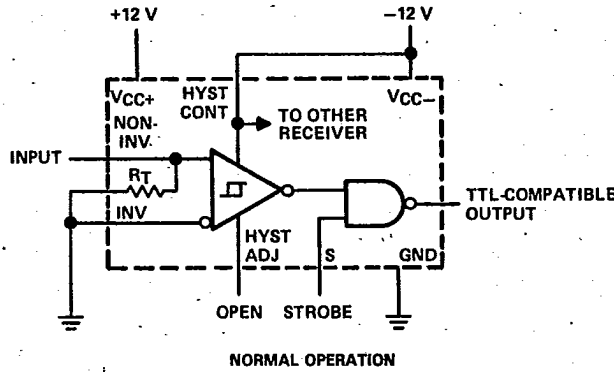 +12 V
−12 V
VCC+
HYST
CONT
VCC−
NON-
INV
TO OTHER
RECEIVER
INPUT
RT
INV
TTL-COMPATIBLE
OUTPUT
HYST
ADJ
S
GND
OPEN
STROBE
NORMAL OPERATION